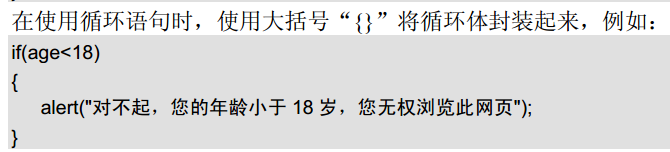 在使用循环语句时，使用大括号“{}”将循环体封装起来，例如：
if(age<18)
{
    alert("对不起，您的年龄小于 18 岁，您无权浏览此网页");
}